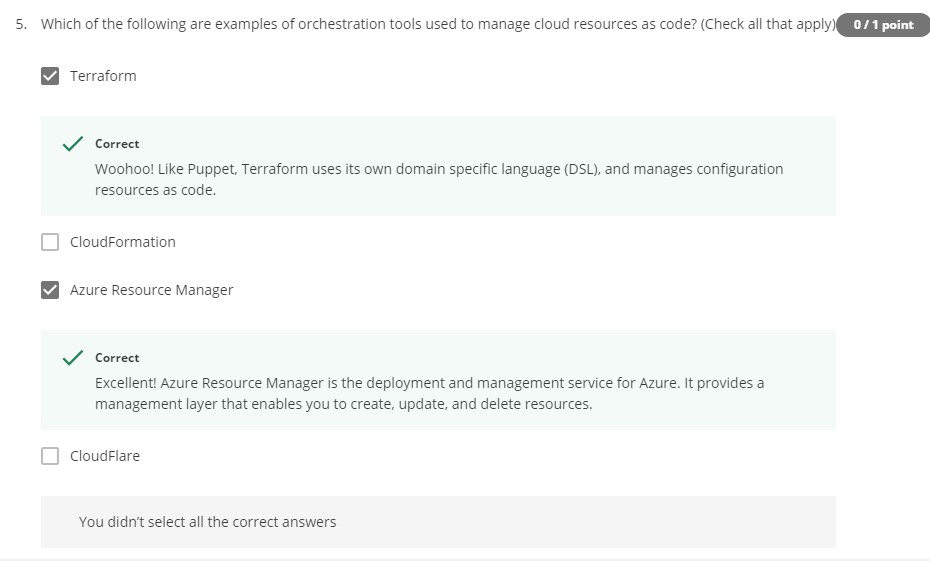 5. Which of the following are examples of orchestration tools used to manage cloud resources as code? (Check all that apply) 0 / 1 point
Terraform
Correct
Woohoo! Like Puppet, Terraform uses its own domain specific language (DSL), and manages configuration
resources as code.
CloudFormation
Azure Resource Manager
Correct
Excellent! Azure Resource Manager is the deployment and management service for Azure. It provides a
management layer that enables you to create, update, and delete resources.
CloudFlare
You didn’t select all the correct answers